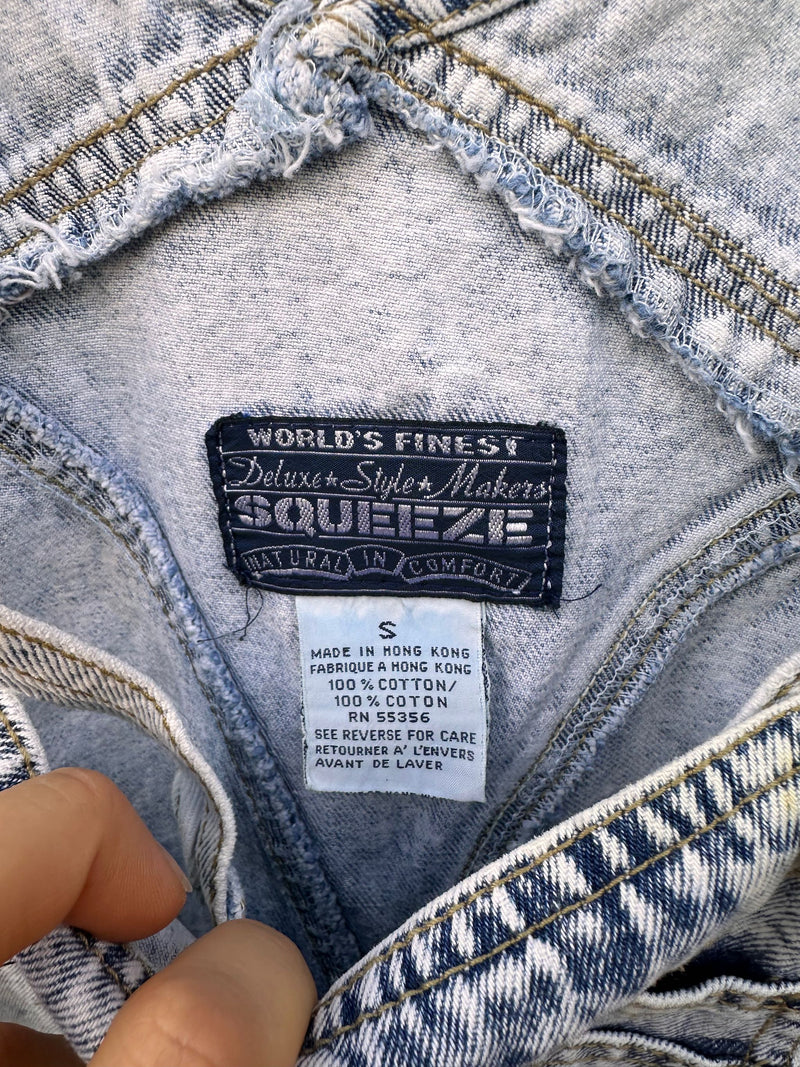 WORLD'S FINEST
Deluxe★Style★Makers
SQUEEZE
NATURAL IN COMFORT
S
MADE IN HONG KONG
FABRIQUE A HONG KONG
100 % COTTON/
100 % COTON
RN 55356
SEE REVERSE FOR CARE
RETOURNER A' L'ENVERS
AVANT DE LAVER